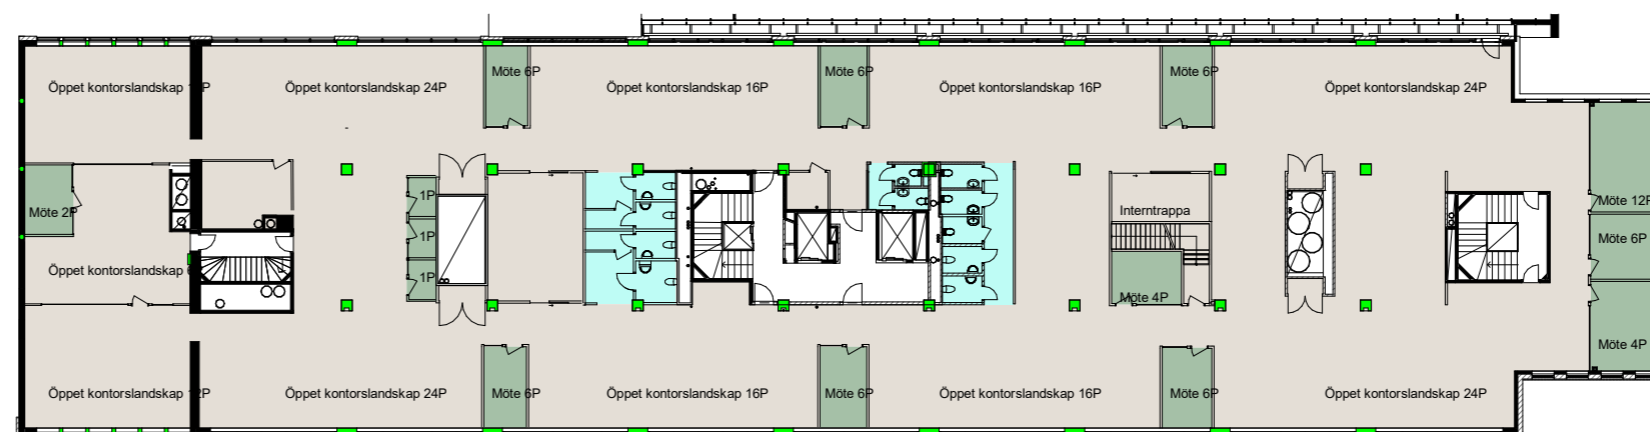 Möte 6P
Möte 6P
Möte 6P
Öppet kontorslandskap
Öppet kontorslandskap 24P
Öppet kontorslandskap 16P
Öppet kontorslandskap 16P
Öppet kontorslandskap 24P
1P
Möte 2P
Interntrappa
Möte 12P
1P
Möte 6P
Öppet kontorslandskap
1P
Möte 4P
Möte 4P
Öppet kontorslandskap 12P
Öppet kontorslandskap 24P
Möte 6P
Öppet kontorslandskap 16P
Möte 6P
Öppet kontorslandskap 16P
Möte 6P
Öppet kontorslandskap 24P